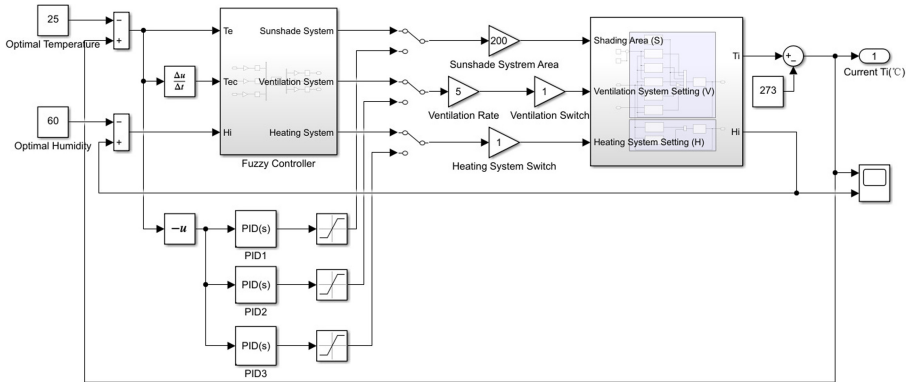 25
Optimal Temperature
−
+
Δu
Δt
Te
Tec
Hi
Sunshade System
Ventilation System
Heating System
Fuzzy Controller
60
Optimal Humidity
−
+
200
Sunshade Systrem Area
5
Ventilation Rate
1
Ventilation Switch
1
Heating System Switch
Shading Area (S)
Ventilation System Setting (V)
Heating System Setting (H)
Ti
Hi
+
−
273
1
Current Ti(℃)
-u
PID(s)
PID1
PID(s)
PID2
PID(s)
PID3